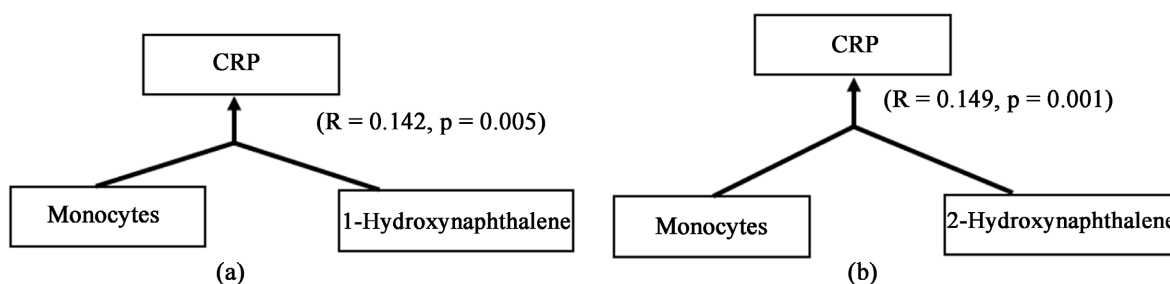 CRP
(R = 0.142, p = 0.005)
Monocytes
1-Hydroxynaphthalene
(a)
CRP
(R = 0.149, p = 0.001)
Monocytes
2-Hydroxynaphthalene
(b)